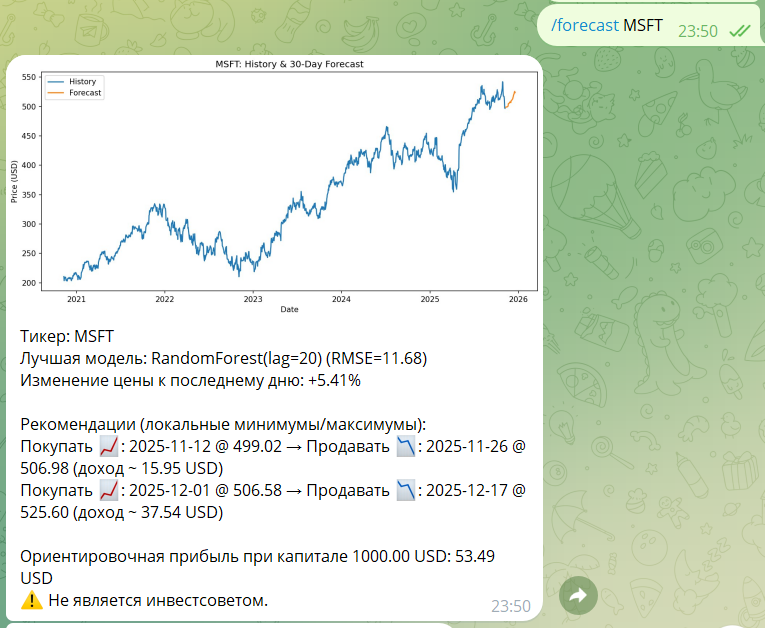 /forecast MSFT 23:50
MSFT: History & 30-Day Forecast
History
Forecast
Price (USD)
550
500
450
400
350
300
250
200
2021 2022 2023 2024 2025 2026
Date
Тикер: MSFT
Лучшая модель: RandomForest(lag=20) (RMSE=11.68)
Изменение цены к последнему дню: +5.41%
Рекомендации (локальные минимумы/максимумы):
Покупать 📈: 2025-11-12 @ 499.02 → Продавать 📉: 2025-11-26 @
506.98 (доход ~ 15.95 USD)
Покупать 📈: 2025-12-01 @ 506.58 → Продавать 📉: 2025-12-17 @
525.60 (доход ~ 37.54 USD)
Ориентировочная прибыль при капитале 1000.00 USD: 53.49
USD
⚠️ Не является инвестсоветом.
23:50